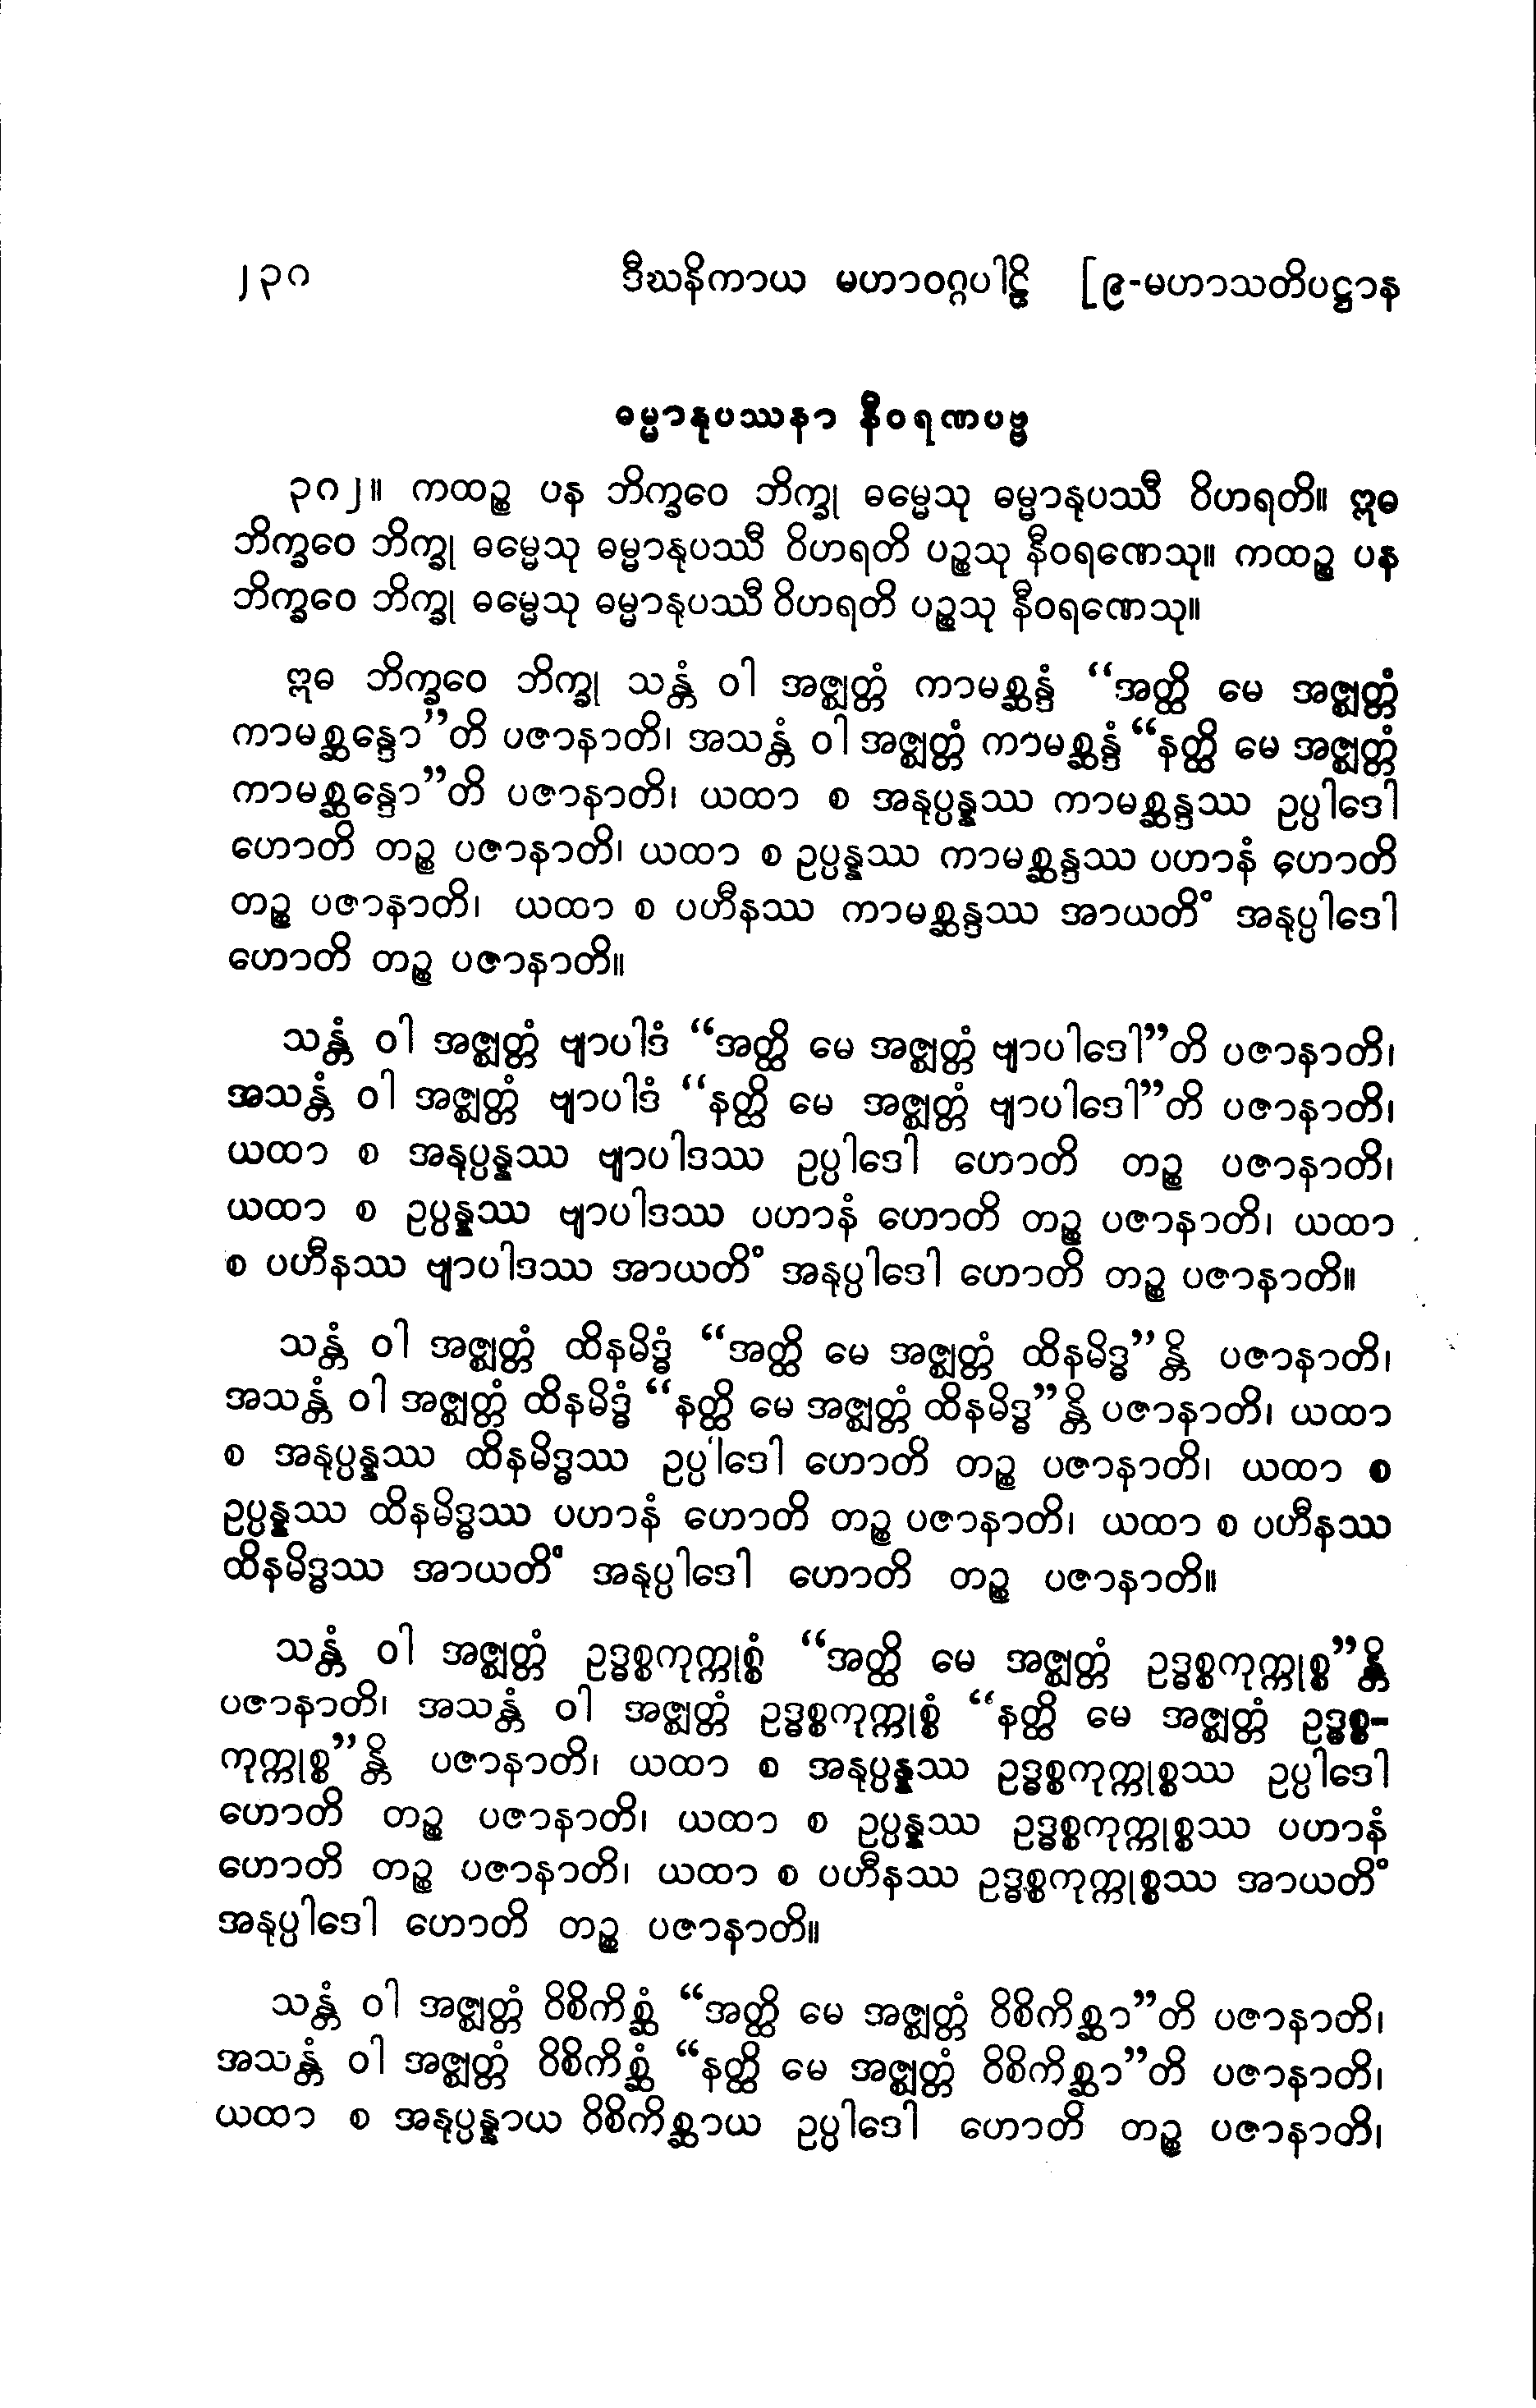 ၂၃ဂ ဒီဃနိကာယ မဟာဝဂ္ဂပါဠိ [၉-မဟာသတိပဋ္ဌာန
ဓမ္မာနုပဿနာ နီဝရဏပဗ္ဗ
၃ဂ၂။ ကထဉ္စ ပန ဘိက္ခဝေ ဘိက္ခု ဓမ္မေသု ဓမ္မာနုပဿီ ဝိဟရတိ။ ဣဓ
ဘိက္ခဝေ ဘိက္ခု ဓမ္မေသု ဓမ္မာနုပဿီ ဝိဟရတိ ပဉ္စသု နီဝရဏေသု။ ကထဉ္စ ပန
ဘိက္ခဝေ ဘိက္ခု ဓမ္မေသု ဓမ္မာနုပဿီ ဝိဟရတိ ပဉ္စသု နီဝရဏေသု။
ဣဓ ဘိက္ခဝေ ဘိက္ခု သန္တံ ဝါ အဇ္ဈတ္တံ ကာမစ္ဆန္ဒံ “အတ္ထိ မေ အဇ္ဈတ္တံ
ကာမစ္ဆန္ဒော”တိ ပဇာနာတိ၊ အသန္တံ ဝါ အဇ္ဈတ္တံ ကာမစ္ဆန္ဒံ “နတ္ထိ မေ အဇ္ဈတ္တံ
ကာမစ္ဆန္ဒော”တိ ပဇာနာတိ၊ ယထာ စ အနုပ္ပန္နဿ ကာမစ္ဆန္ဒဿ ဥပ္ပါဒေါ
ဟောတိ တဉ္စ ပဇာနာတိ၊ ယထာ စ ဥပ္ပန္နဿ ကာမစ္ဆန္ဒဿ ပဟာနံ ဟောတိ
တဉ္စ ပဇာနာတိ၊ ယထာ စ ပဟီနဿ ကာမစ္ဆန္ဒဿ အာယတိံ အနုပ္ပါဒေါ
ဟောတိ တဉ္စ ပဇာနာတိ။
သန္တံ ဝါ အဇ္ဈတ္တံ ဗျာပါဒံ “အတ္ထိ မေ အဇ္ဈတ္တံ ဗျာပါဒေါ”တိ ပဇာနာတိ၊
အသန္တံ ဝါ အဇ္ဈတ္တံ ဗျာပါဒံ “နတ္ထိ မေ အဇ္ဈတ္တံ ဗျာပါဒေါ”တိ ပဇာနာတိ၊
ယထာ စ အနုပ္ပန္နဿ ဗျာပါဒဿ ဥပ္ပါဒေါ ဟောတိ တဉ္စ ပဇာနာတိ၊
ယထာ စ ဥပ္ပန္နဿ ဗျာပါဒဿ ပဟာနံ ဟောတိ တဉ္စ ပဇာနာတိ၊ ယထာ
စ ပဟီနဿ ဗျာပါဒဿ အာယတိံ အနုပ္ပါဒေါ ဟောတိ တဉ္စ ပဇာနာတိ။
သန္တံ ဝါ အဇ္ဈတ္တံ ထိနမိဒ္ဓံ “အတ္ထိ မေ အဇ္ဈတ္တံ ထိနမိဒ္ဓ”န္တိ ပဇာနာတိ၊
အသန္တံ ဝါ အဇ္ဈတ္တံ ထိနမိဒ္ဓံ “နတ္ထိ မေ အဇ္ဈတ္တံ ထိနမိဒ္ဓ”န္တိ ပဇာနာတိ၊ ယထာ
စ အနုပ္ပန္နဿ ထိနမိဒ္ဓဿ ဥပ္ပါဒေါ ဟောတိ တဉ္စ ပဇာနာတိ၊ ယထာ စ
ဥပ္ပန္နဿ ထိနမိဒ္ဓဿ ပဟာနံ ဟောတိ တဉ္စ ပဇာနာတိ၊ ယထာ စ ပဟီနဿ
ထိနမိဒ္ဓဿ အာယတိံ အနုပ္ပါဒေါ ဟောတိ တဉ္စ ပဇာနာတိ။
သန္တံ ဝါ အဇ္ဈတ္တံ ဥဒ္ဓစ္စကုက္ကုစ္စံ “အတ္ထိ မေ အဇ္ဈတ္တံ ဥဒ္ဓစ္စကုက္ကုစ္စ”န္တိ
ပဇာနာတိ၊ အသန္တံ ဝါ အဇ္ဈတ္တံ ဥဒ္ဓစ္စကုက္ကုစ္စံ “နတ္ထိ မေ အဇ္ဈတ္တံ ဥဒ္ဓစ္စ-
ကုက္ကုစ္စ”န္တိ ပဇာနာတိ၊ ယထာ စ အနုပ္ပန္နဿ ဥဒ္ဓစ္စကုက္ကုစ္စဿ ဥပ္ပါဒေါ
ဟောတိ တဉ္စ ပဇာနာတိ၊ ယထာ စ ဥပ္ပန္နဿ ဥဒ္ဓစ္စကုက္ကုစ္စဿ ပဟာနံ
ဟောတိ တဉ္စ ပဇာနာတိ၊ ယထာ စ ပဟီနဿ ဥဒ္ဓစ္စကုက္ကုစ္စဿ အာယတိံ
အနုပ္ပါဒေါ ဟောတိ တဉ္စ ပဇာနာတိ။
သန္တံ ဝါ အဇ္ဈတ္တံ ဝိစိကိစ္ဆံ “အတ္ထိ မေ အဇ္ဈတ္တံ ဝိစိကိစ္ဆာ”တိ ပဇာနာတိ၊
အသန္တံ ဝါ အဇ္ဈတ္တံ ဝိစိကိစ္ဆံ “နတ္ထိ မေ အဇ္ဈတ္တံ ဝိစိကိစ္ဆာ”တိ ပဇာနာတိ၊
ယထာ စ အနုပ္ပန္နာယ ဝိစိကိစ္ဆာယ ဥပ္ပါဒေါ ဟောတိ တဉ္စ ပဇာနာတိ၊